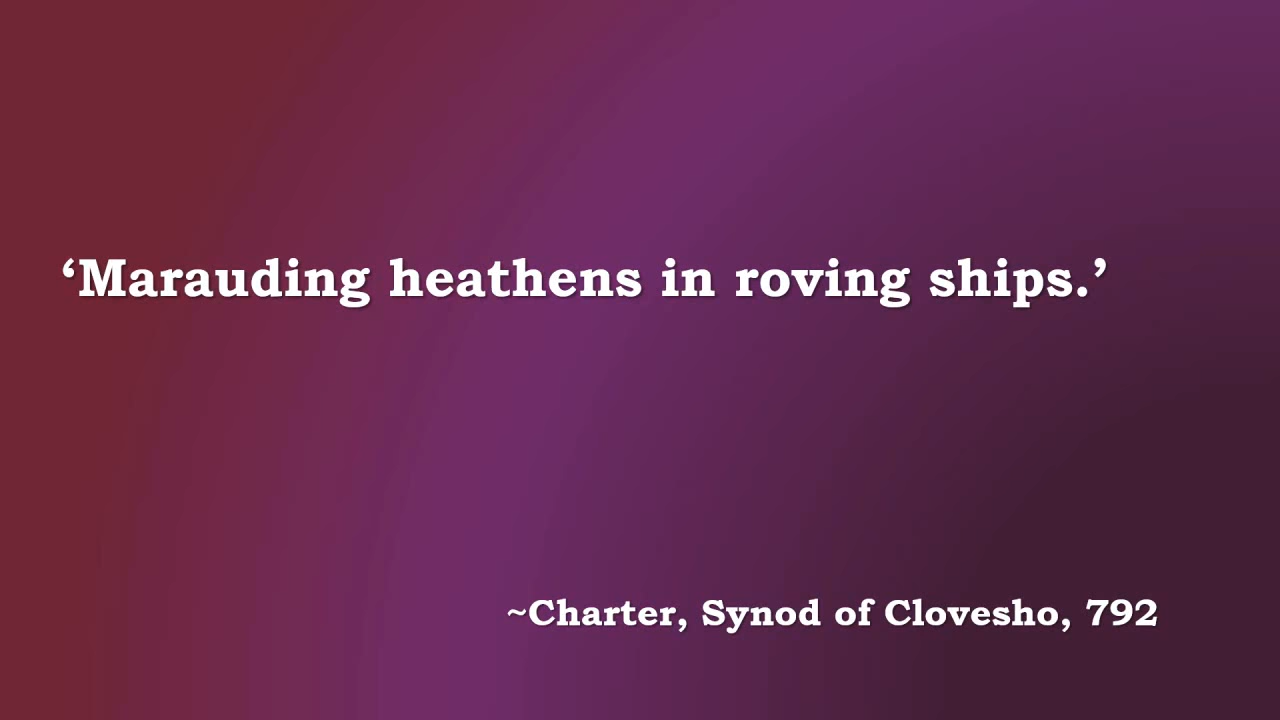 ‘Marauding heathens in roving ships.’
~Charter, Synod of Clovesho, 792